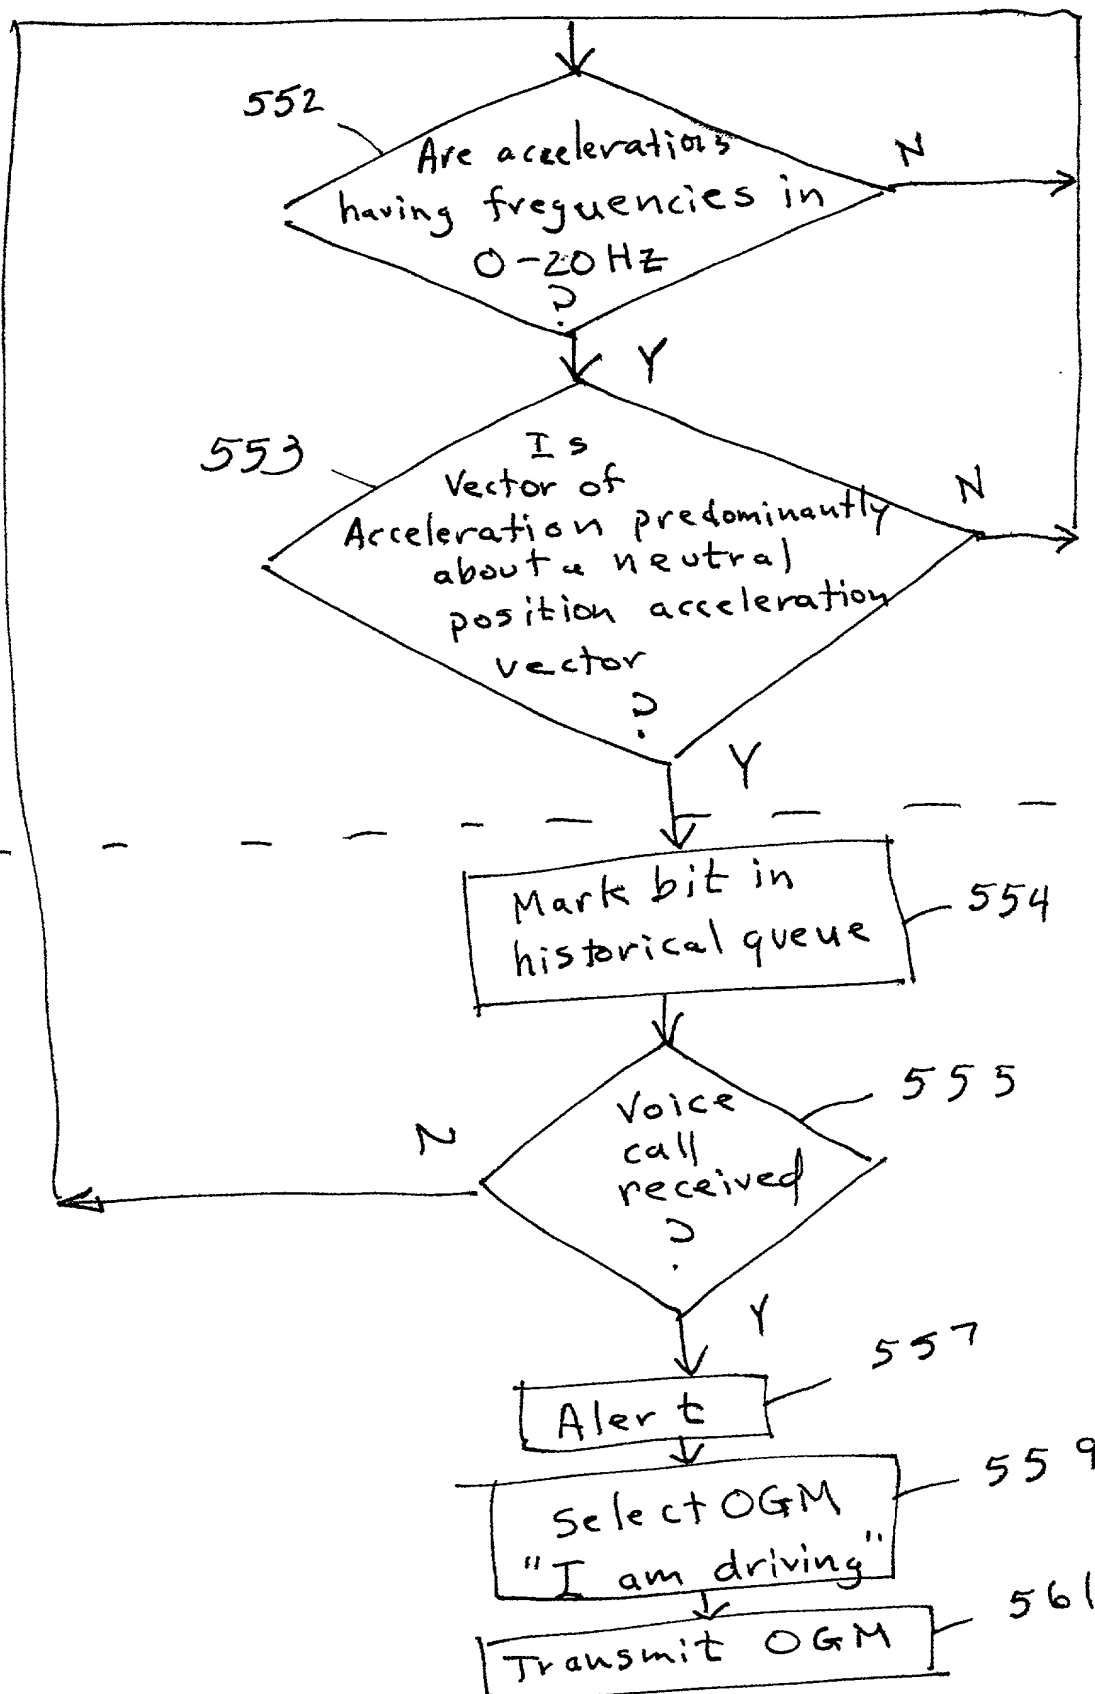 552
Are accelerations
having frequencies in
0-20 Hz
?
N
Y
553
Is
Vector of
Acceleration predominantly
about a neutral
position acceleration
vector
?
N
Y
Mark bit in
historical queue
554
Voice
call
received
?
555
N
Y
Alert
557
Select OGM
"I am driving"
559
Transmit OGM
561